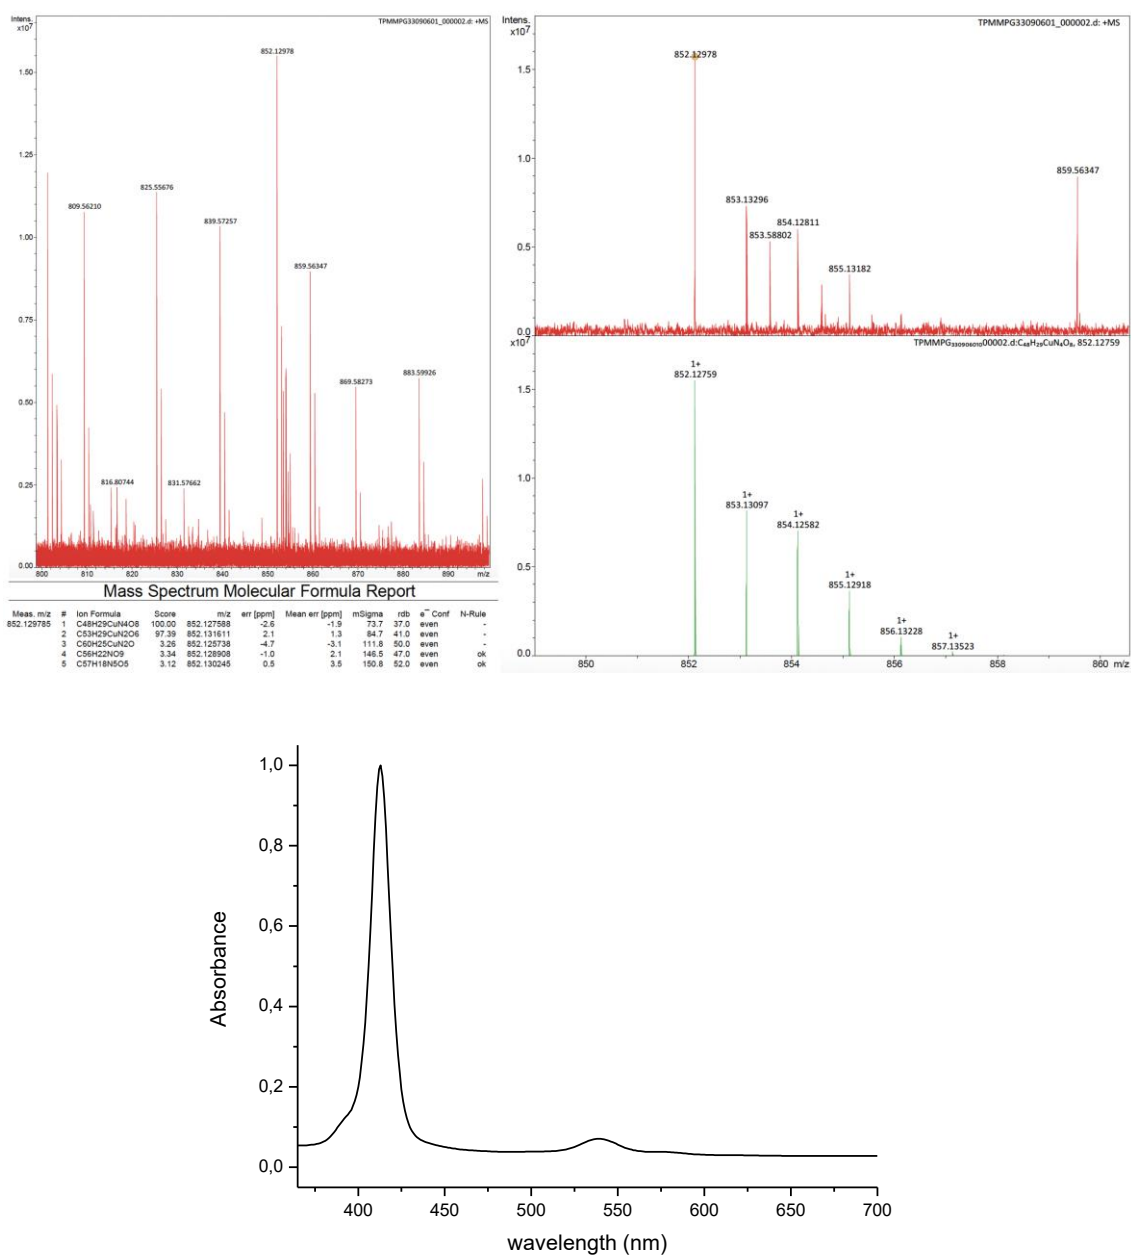 Intens.
x10⁷
TPMMPG33090601_000002.d: +MS
852.12978
1.50
1.25
825.55676
809.56210
839.57257
1.00
859.56347
0.75
883.59926
869.58273
0.50
816.80744
831.57662
0.25
0.00
800 810 820 830 840 850 860 870 880 890 m/z
Mass Spectrum Molecular Formula Report
Meas. m/z # Ion Formula Score m/z err [ppm] Mean err [ppm] mSigma rdb e⁻ Conf N-Rule
852.129785 1 C48H29CuN4O8 100.00 852.127588 -2.6 -1.9 73.7 37.0 even -
2 C53H29CuN2O6 97.39 852.131611 2.1 1.3 84.7 41.0 even -
3 C60H25CuN2O 3.26 852.125738 -4.7 -3.1 111.8 50.0 even -
4 C56H22NO9 3.34 852.128908 -1.0 2.1 146.5 47.0 even ok
5 C57H18N5O5 3.12 852.130245 0.5 3.5 150.8 52.0 even ok
Intens.
x10⁷
TPMMPG33090601_000002.d: +MS
852.12978
1.5
1.0
859.56347
853.13296
854.12811
853.58802
0.5
855.13182
0.0
x10⁷
TPMMPG33090601000002.d:C₄₈H₂₉CuN₄O₈, 852.12759
1+
852.12759
1.5
1.0
1+
853.13097
1+
854.12582
0.5
1+
855.12918
1+
856.13228
1+
857.13523
0.0
850 852 854 856 858 860 m/z
1,0
0,8
0,6
Absorbance
0,4
0,2
0,0
400 450 500 550 600 650 700
wavelength (nm)